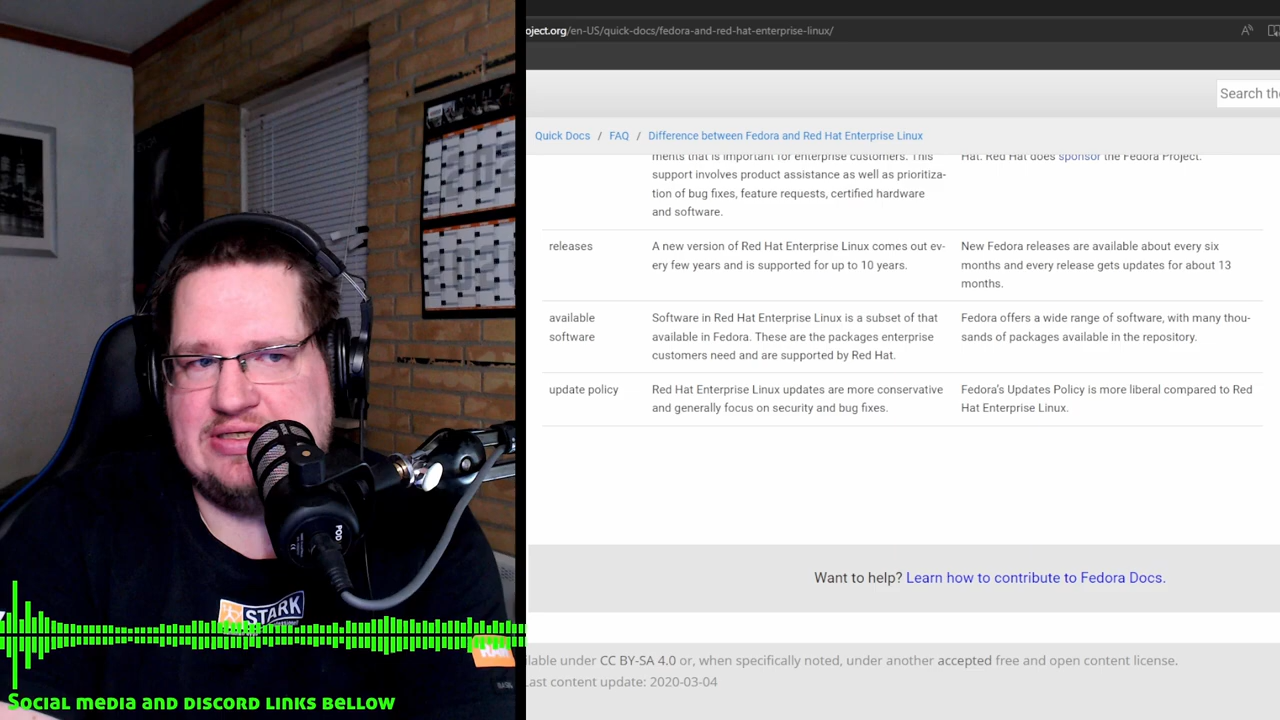 oject.org/en-US/quick-docs/fedora-and-red-hat-enterprise-linux/
Search the
Quick Docs / FAQ / Difference between Fedora and Red Hat Enterprise Linux
ments that is important for enterprise customers. This
support involves product assistance as well as prioritiza-
tion of bug fixes, feature requests, certified hardware
and software.
Hat. Red Hat does sponsor the Fedora Project.
releases
A new version of Red Hat Enterprise Linux comes out ev-
ery few years and is supported for up to 10 years.
New Fedora releases are available about every six
months and every release gets updates for about 13
months.
available
software
Software in Red Hat Enterprise Linux is a subset of that
available in Fedora. These are the packages enterprise
customers need and are supported by Red Hat.
Fedora offers a wide range of software, with many thou-
sands of packages available in the repository.
update policy
Red Hat Enterprise Linux updates are more conservative
and generally focus on security and bug fixes.
Fedora's Updates Policy is more liberal compared to Red
Hat Enterprise Linux.
Want to help? Learn how to contribute to Fedora Docs.
ilable under CC BY-SA 4.0 or, when specifically noted, under another accepted free and open content license.
Last content update: 2020-03-04
POD
STARK
Social media and discord links bellow